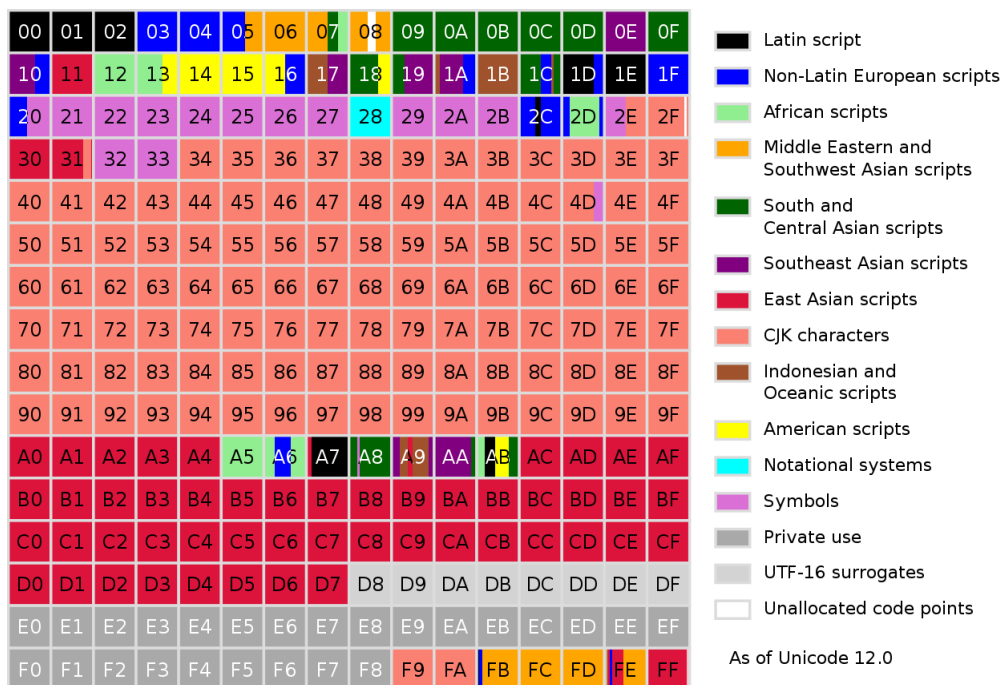 00 01 02 03 04 05 06 07 08 09 0A 0B 0C 0D 0E 0F
10 11 12 13 14 15 16 17 18 19 1A 1B 1C 1D 1E 1F
20 21 22 23 24 25 26 27 28 29 2A 2B 2C 2D 2E 2F
30 31 32 33 34 35 36 37 38 39 3A 3B 3C 3D 3E 3F
40 41 42 43 44 45 46 47 48 49 4A 4B 4C 4D 4E 4F
50 51 52 53 54 55 56 57 58 59 5A 5B 5C 5D 5E 5F
60 61 62 63 64 65 66 67 68 69 6A 6B 6C 6D 6E 6F
70 71 72 73 74 75 76 77 78 79 7A 7B 7C 7D 7E 7F
80 81 82 83 84 85 86 87 88 89 8A 8B 8C 8D 8E 8F
90 91 92 93 94 95 96 97 98 99 9A 9B 9C 9D 9E 9F
A0 A1 A2 A3 A4 A5 A6 A7 A8 A9 AA AB AC AD AE AF
B0 B1 B2 B3 B4 B5 B6 B7 B8 B9 BA BB BC BD BE BF
C0 C1 C2 C3 C4 C5 C6 C7 C8 C9 CA CB CC CD CE CF
D0 D1 D2 D3 D4 D5 D6 D7 D8 D9 DA DB DC DD DE DF
E0 E1 E2 E3 E4 E5 E6 E7 E8 E9 EA EB EC ED EE EF
F0 F1 F2 F3 F4 F5 F6 F7 F8 F9 FA FB FC FD FE FF
Latin script
Non-Latin European scripts
African scripts
Middle Eastern and
Southwest Asian scripts
South and
Central Asian scripts
Southeast Asian scripts
East Asian scripts
CJK characters
Indonesian and
Oceanic scripts
American scripts
Notational systems
Symbols
Private use
UTF-16 surrogates
Unallocated code points
As of Unicode 12.0